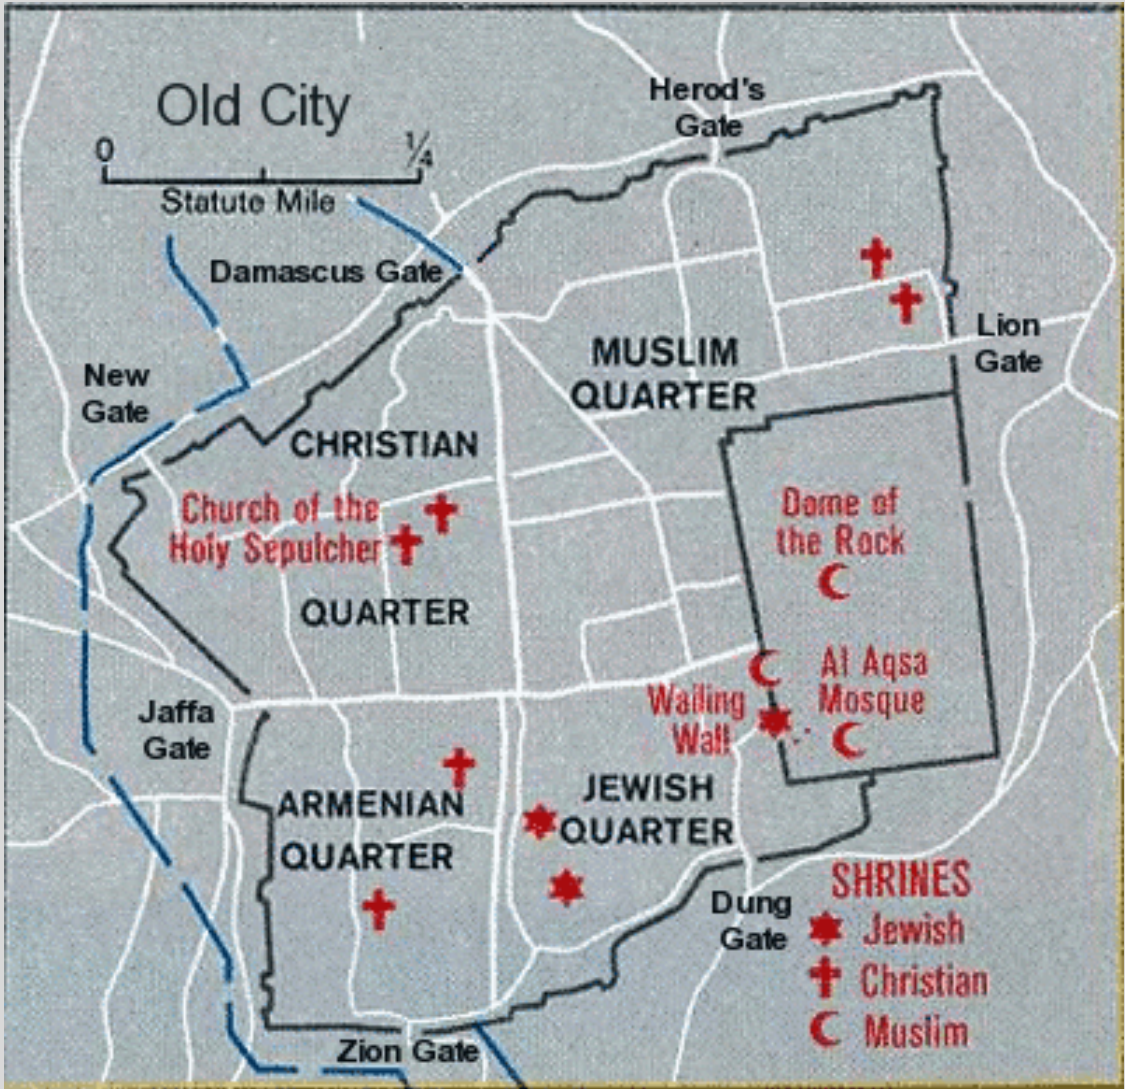 Old City
0 1/4
Statute Mile
Herod's
Gate
Damascus Gate
New
Gate
Lion
Gate
MUSLIM
QUARTER
CHRISTIAN
Church of the
Holy Sepulcher
QUARTER
Dome of
the Rock
Al Aqsa
Mosque
Wailing
Wall
Jaffa
Gate
ARMENIAN
QUARTER
JEWISH
QUARTER
Dung
Gate
Zion Gate
SHRINES
Jewish
Christian
Muslim